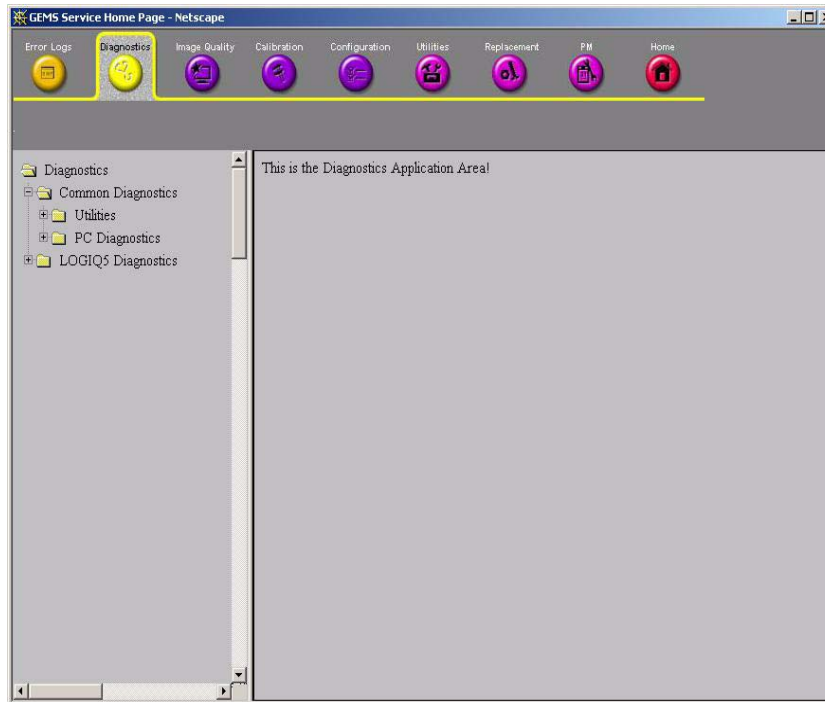 GEMS Service Home Page - Netscape
Error Logs Diagnostics Image Quality Calibration Configuration Utilities Replacement PM Home
Diagnostics
Common Diagnostics
Utilities
PC Diagnostics
LOGIQ5 Diagnostics
This is the Diagnostics Application Area!